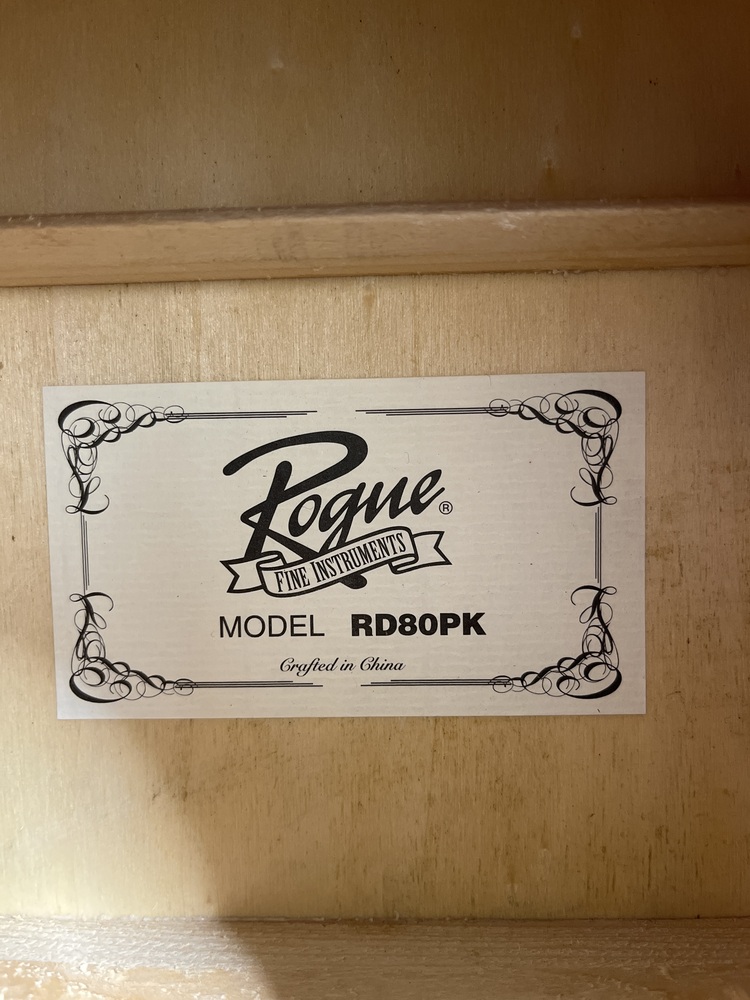 Rogue®
FINE INSTRUMENTS
MODEL RD80PK
Crafted in China